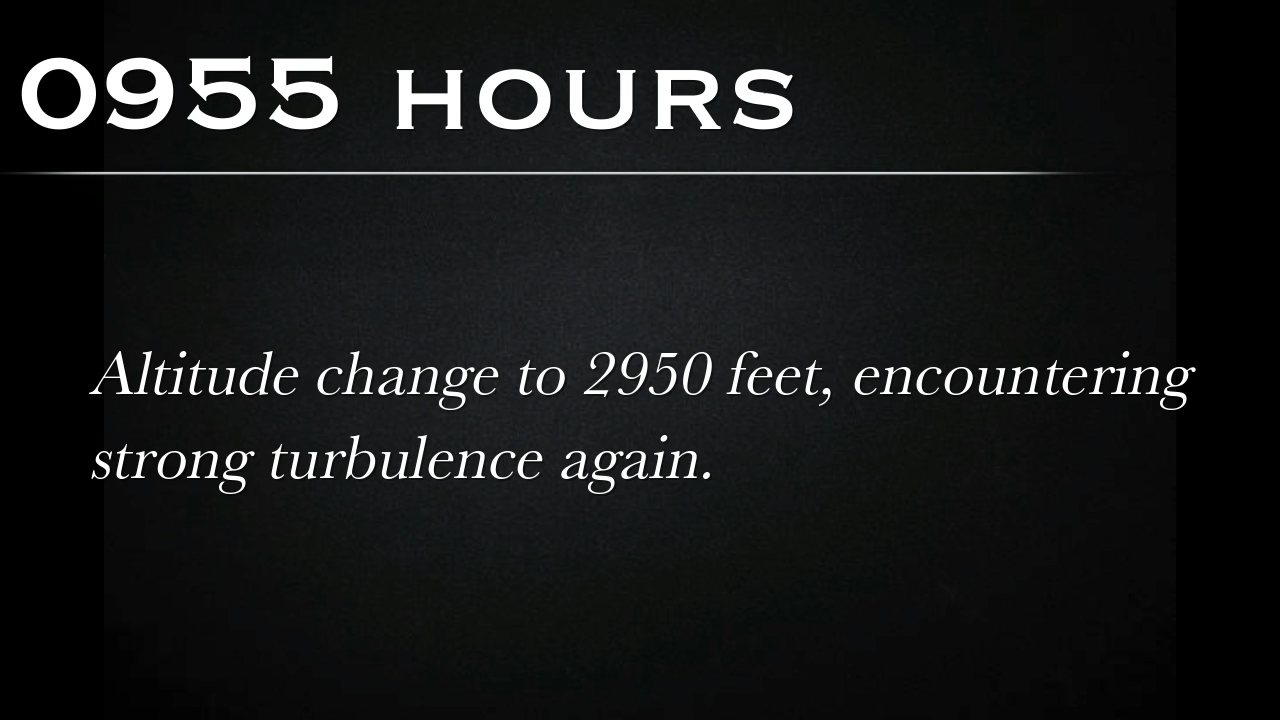 0955 HOURS
Altitude change to 2950 feet, encountering
strong turbulence again.